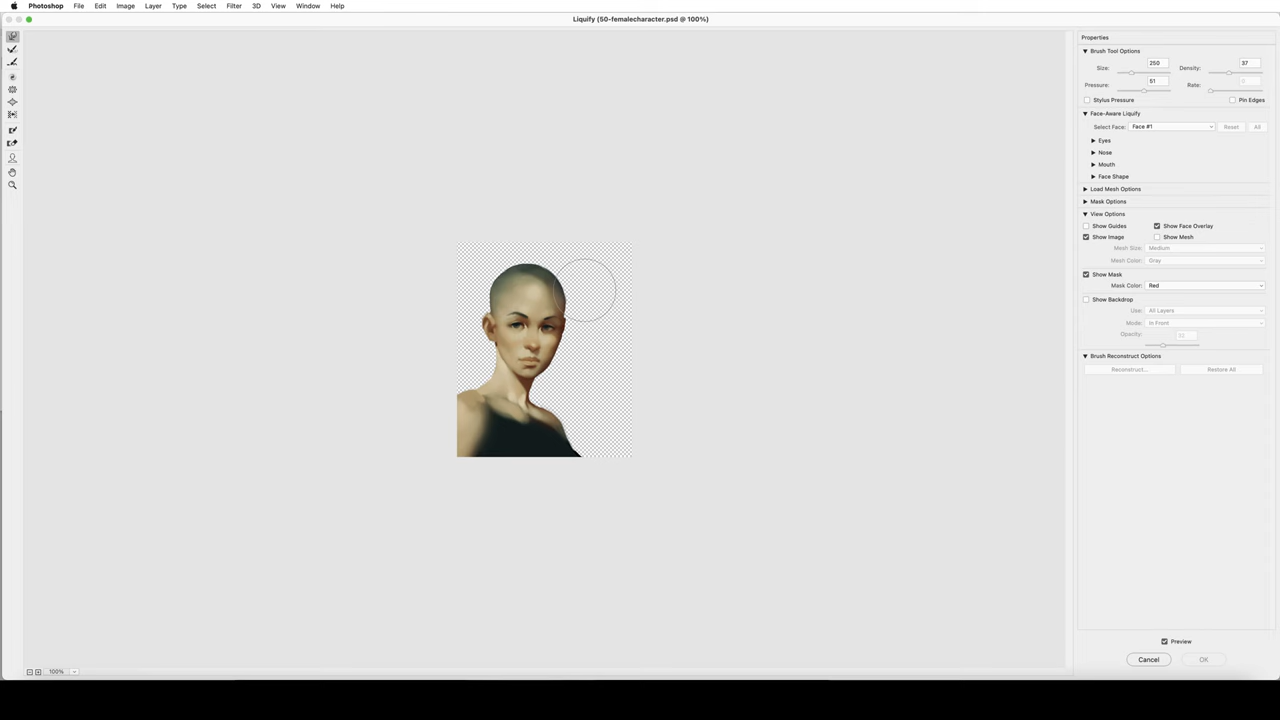 Photoshop File Edit Image Layer Type Select Filter 3D View Window Help
Liquify (50-femalecharacter.psd @ 100%)
Properties
Brush Tool Options
Size: 250 Density: 37
Pressure: 51 Rate: 0
Stylus Pressure Pin Edges
Face-Aware Liquify
Select Face: Face #1 Reset All
Eyes
Nose
Mouth
Face Shape
Load Mesh Options
Mask Options
View Options
Show Guides Show Face Overlay
Show Image Show Mesh
Mesh Size: Medium
Mesh Color: Gray
Show Mask
Mask Color: Red
Show Backdrop
Use: All Layers
Mode: In Front
Opacity:
Brush Reconstruct Options
Reconstruct... Restore All
Preview
Cancel OK
100%